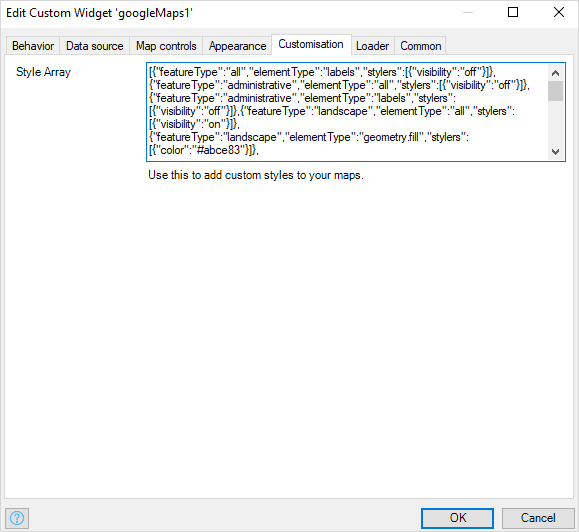 Edit Custom Widget 'googleMaps1'
Behavior Data source Map controls Appearance Customisation Loader Common
Style Array
[{"featureType":"all","elementType":"labels","stylers":[{"visibility":"off"}]},
{"featureType":"administrative","elementType":"all","stylers":[{"visibility":"off"}]},
{"featureType":"administrative","elementType":"labels","stylers":
[{"visibility":"off"}]},{"featureType":"landscape","elementType":"all","stylers":
[{"visibility":"on"}]},
{"featureType":"landscape","elementType":"geometry.fill","stylers":
[{"color":"#abce83"}]},
Use this to add custom styles to your maps.
?
OK Cancel